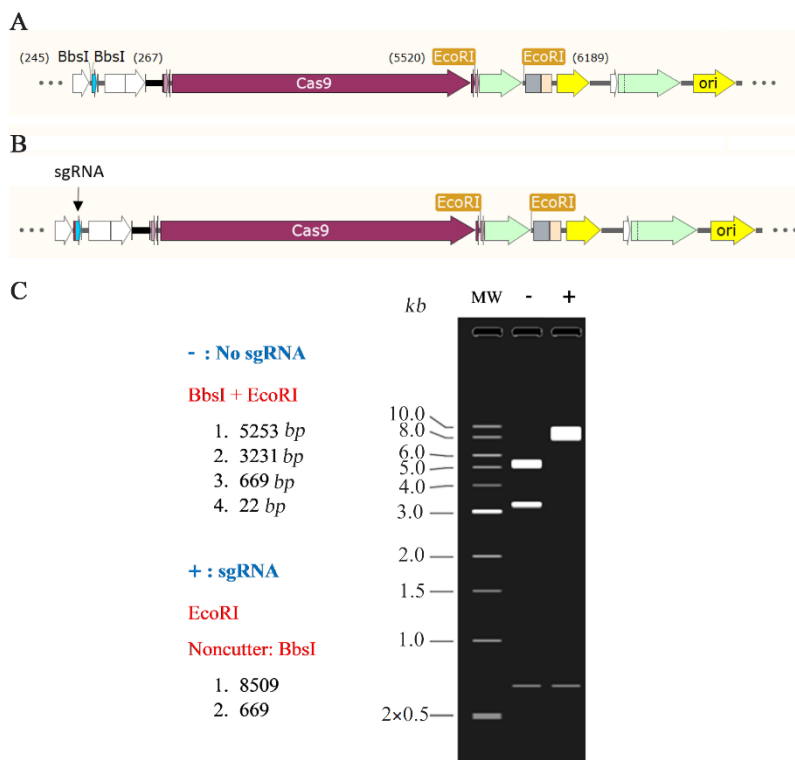 A
(245) BbsI BbsI (267) (5520) EcoRI EcoRI (6189)
Cas9 ori
B
sgRNA
EcoRI EcoRI
Cas9 ori
C
kb MW - +
- : No sgRNA
BbsI + EcoRI
1. 5253 bp
2. 3231 bp
3. 669 bp
4. 22 bp
+ : sgRNA
EcoRI
Noncutter: BbsI
1. 8509
2. 669
10.0
8.0
6.0
5.0
4.0
3.0
2.0
1.5
1.0
2×0.5